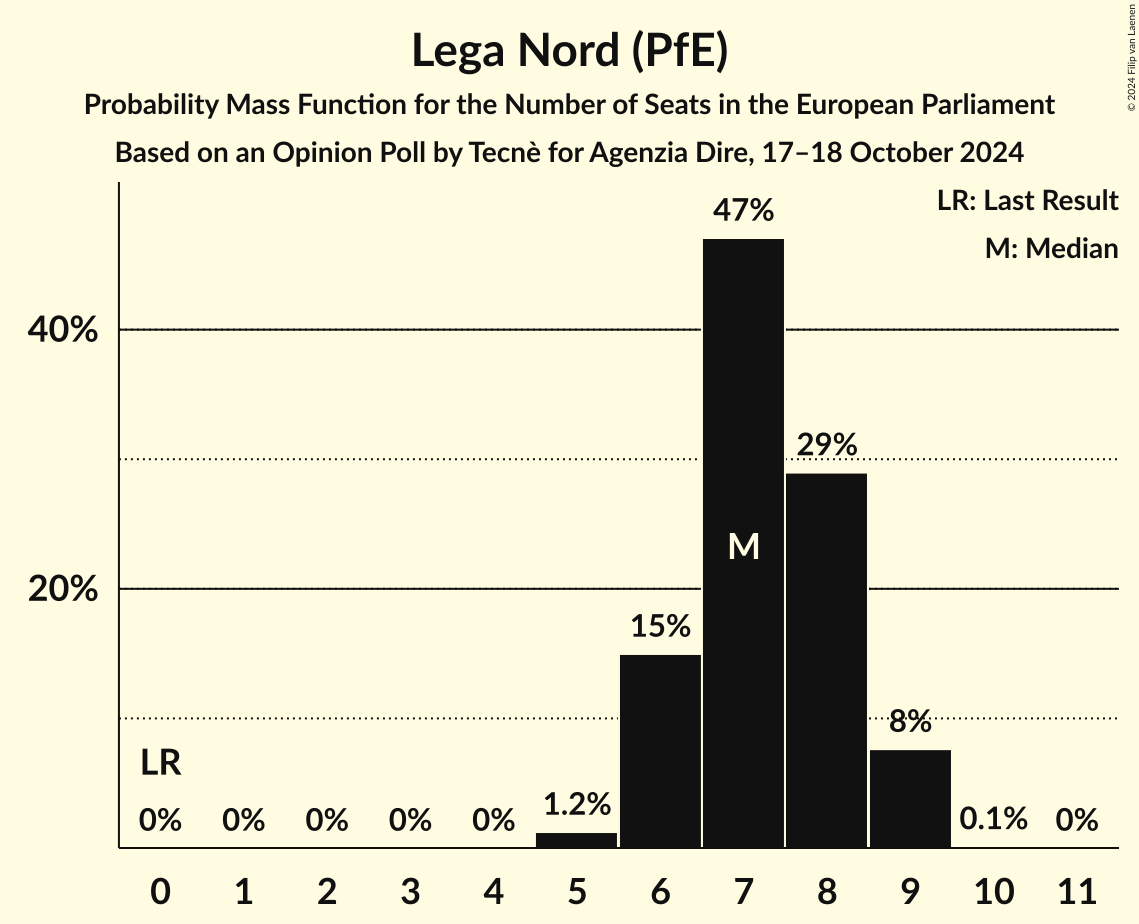 Lega Nord (PfE)
Probability Mass Function for the Number of Seats in the European Parliament
Based on an Opinion Poll by Tecnè for Agenzia Dire, 17–18 October 2024
© 2024 Filip van Laenen
LR: Last Result
M: Median
47%
40%
29%
M
20%
15%
8%
LR
0% 0% 0% 0% 0% 1.2% 0.1% 0%
0 1 2 3 4 5 6 7 8 9 10 11